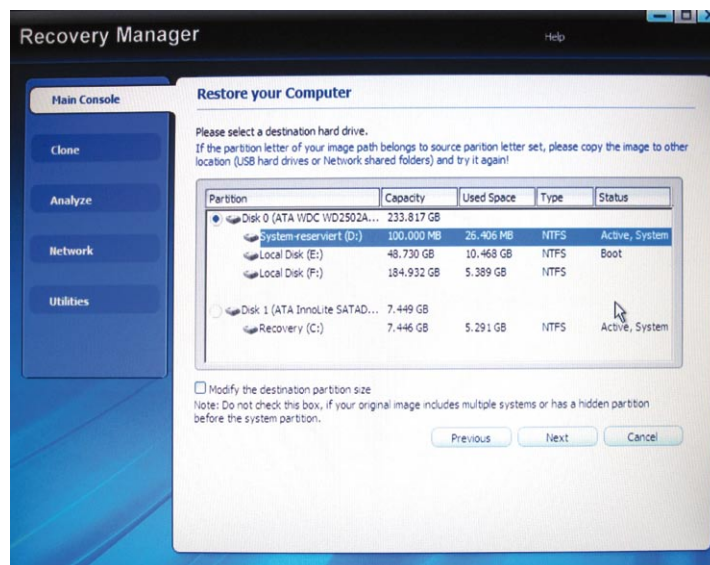 Recovery Manager
Help
Main Console
Clone
Analyze
Network
Utilities
Restore your Computer
Please select a destination hard drive.
If the partition letter of your image path belongs to source parition letter set, please copy the image to other
location (USB hard drives or Network shared folders) and try it again!
Partition Capacity Used Space Type Status
Disk 0 (ATA WDC WD2502A... 233.817 GB
System-reserviert (D:) 100.000 MB 26.406 MB NTFS Active, System
Local Disk (E:) 48.730 GB 10.468 GB NTFS Boot
Local Disk (F:) 184.932 GB 5.389 GB NTFS
Disk 1 (ATA InnoLite SATAD... 7.449 GB
Recovery (C:) 7.446 GB 5.291 GB NTFS Active, System
Modify the destination partition size
Note: Do not check this box, if your original image includes multiple systems or has a hidden partition
before the system partition.
Previous Next Cancel